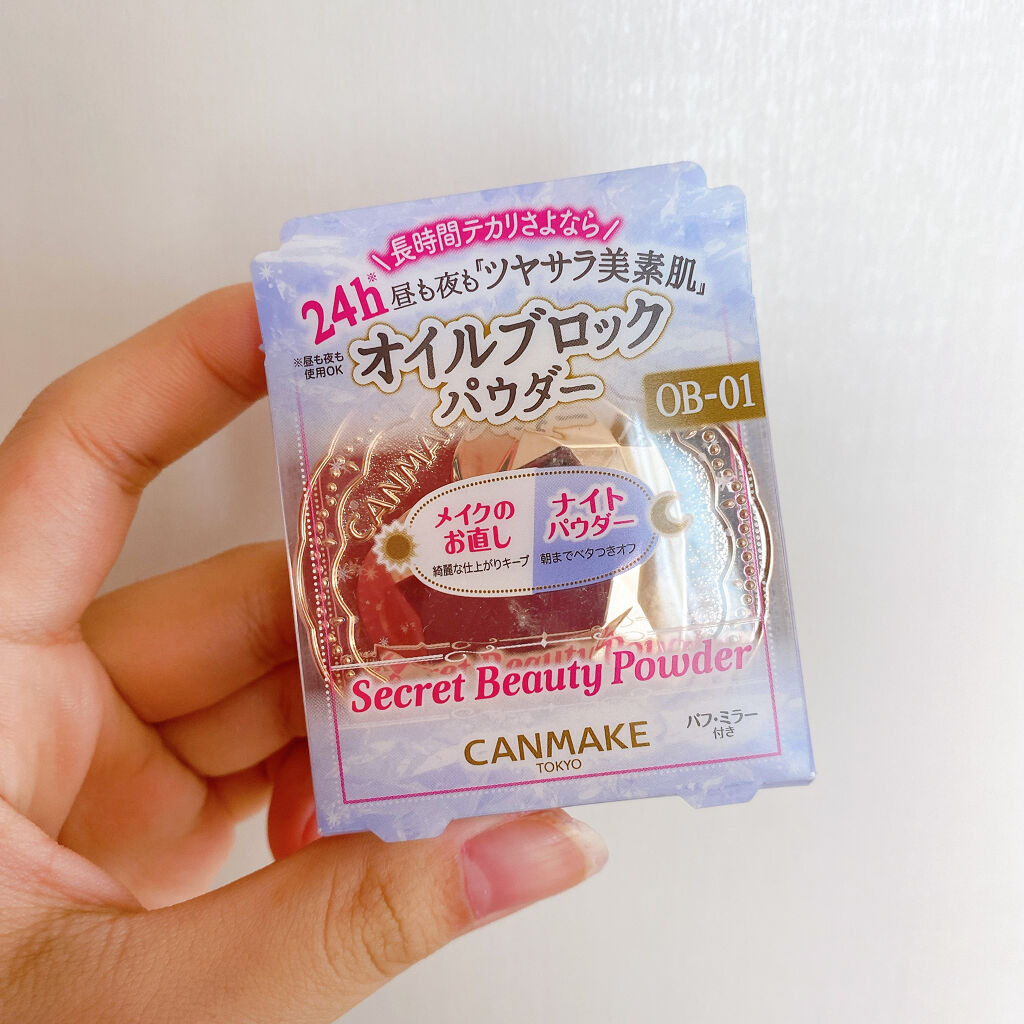 \長時間テカリさよなら/
24h※昼も夜も「ツヤサラ美素肌」
※昼も夜も
使用OK
オイルブロック
パウダー
OB-01
CANMA
メイクの
お直し
綺麗な仕上がりキープ
ナイト
パウダー
朝までベタつきオフ
Secret Beauty Powder
CANMAKE
TOKYO
パフ・ミラー
付き